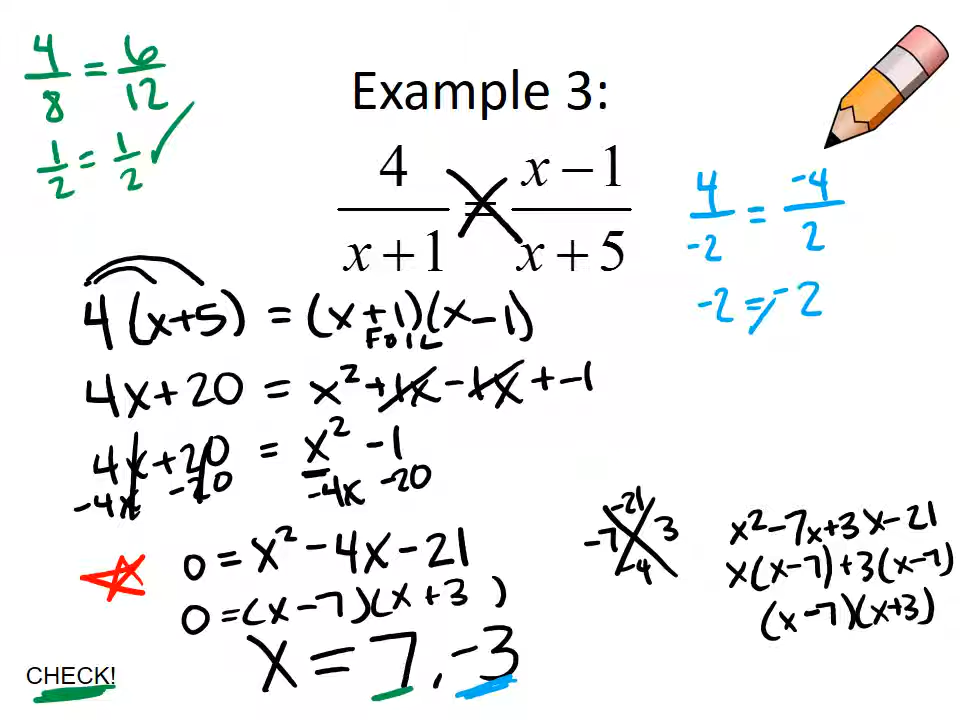 4/8 = 6/12
1/2 = 1/2 ✓
Example 3:
4/(x+1) = (x−1)/(x+5)
4/-2 = -4/2
-2 = -2
4(x+5) = (x+1)(x-1)
FOIL
4x+20 = x² +1x -1x + -1
4x+20 = x² -1
-4x -20 -4x -20
0 = x² -4x -21
0 = (x-7)(x+3)
x = 7, -3
CHECK!
-21
-7 3
-4
x² -7x+3x-21
x(x-7)+3(x-7)
(x-7)(x+3)